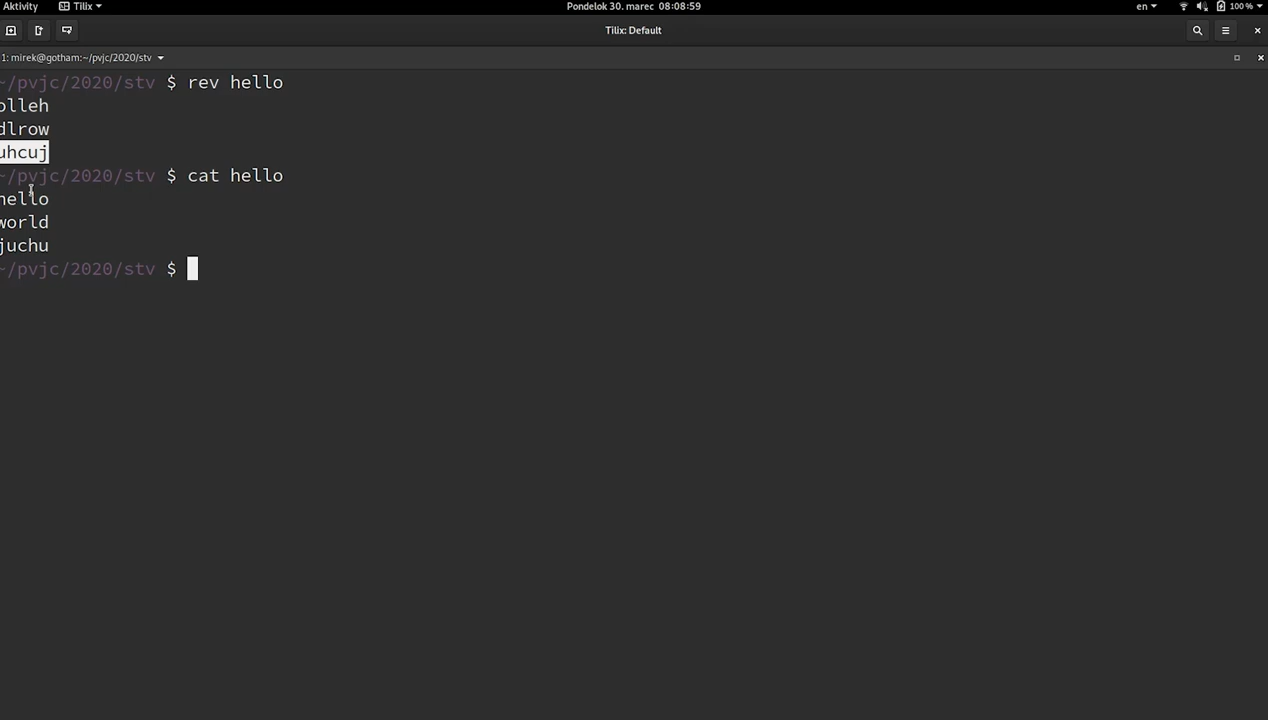 Aktivity Tilix Pondelok 30. marec 08:08:59 en 100 %
Tilix: Default
1: mirek@gotham:~/pvjc/2020/stv
~/pvjc/2020/stv $ rev hello
olleh
dlrow
uhcuj
~/pvjc/2020/stv $ cat hello
hello
world
juchu
~/pvjc/2020/stv $